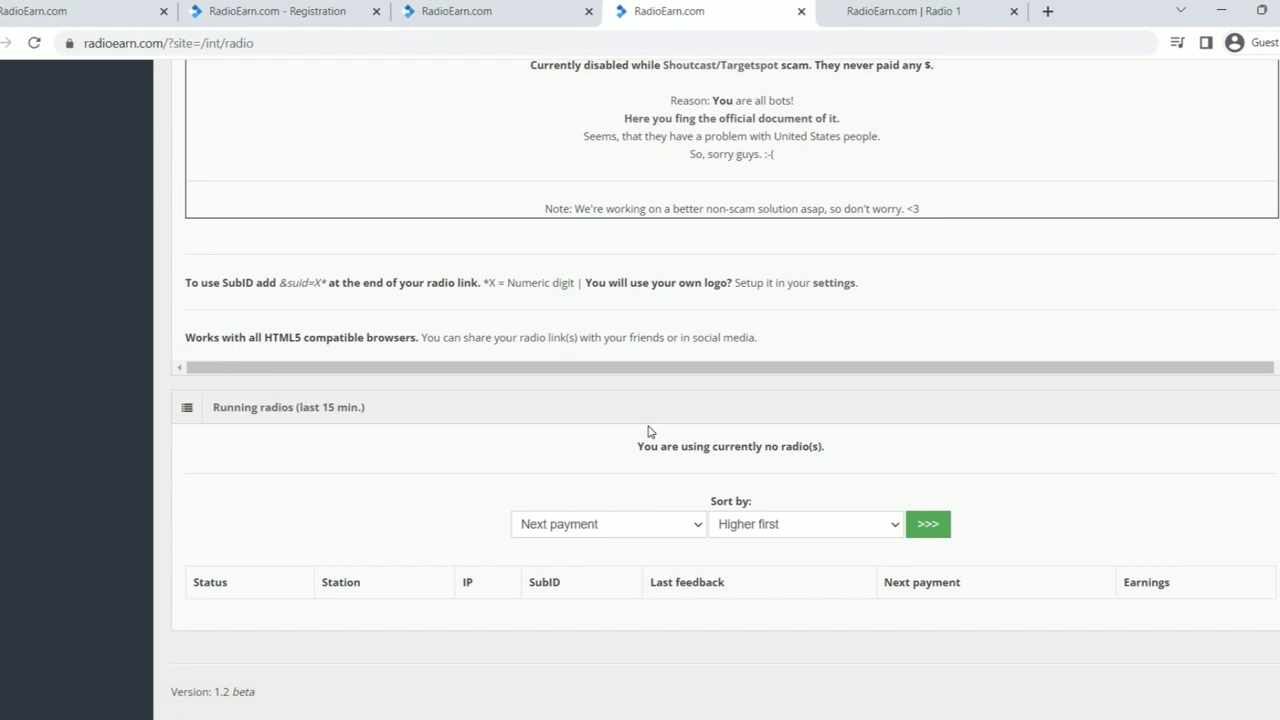 RadioEarn.com
RadioEarn.com - Registration
RadioEarn.com
RadioEarn.com
RadioEarn.com | Radio 1
radioearn.com/?site=/int/radio
Guest
Currently disabled while Shoutcast/Targetspot scam. They never paid any $.
Reason: You are all bots!
Here you fing the official document of it.
Seems, that they have a problem with United States people.
So, sorry guys. :-(
Note: We're working on a better non-scam solution asap, so don't worry. <3
To use SubID add &suid=X* at the end of your radio link. *X = Numeric digit | You will use your own logo? Setup it in your settings.
Works with all HTML5 compatible browsers. You can share your radio link(s) with your friends or in social media.
Running radios (last 15 min.)
You are using currently no radio(s).
Sort by:
Next payment Higher first >>>
Status Station IP SubID Last feedback Next payment Earnings
Version: 1.2 beta